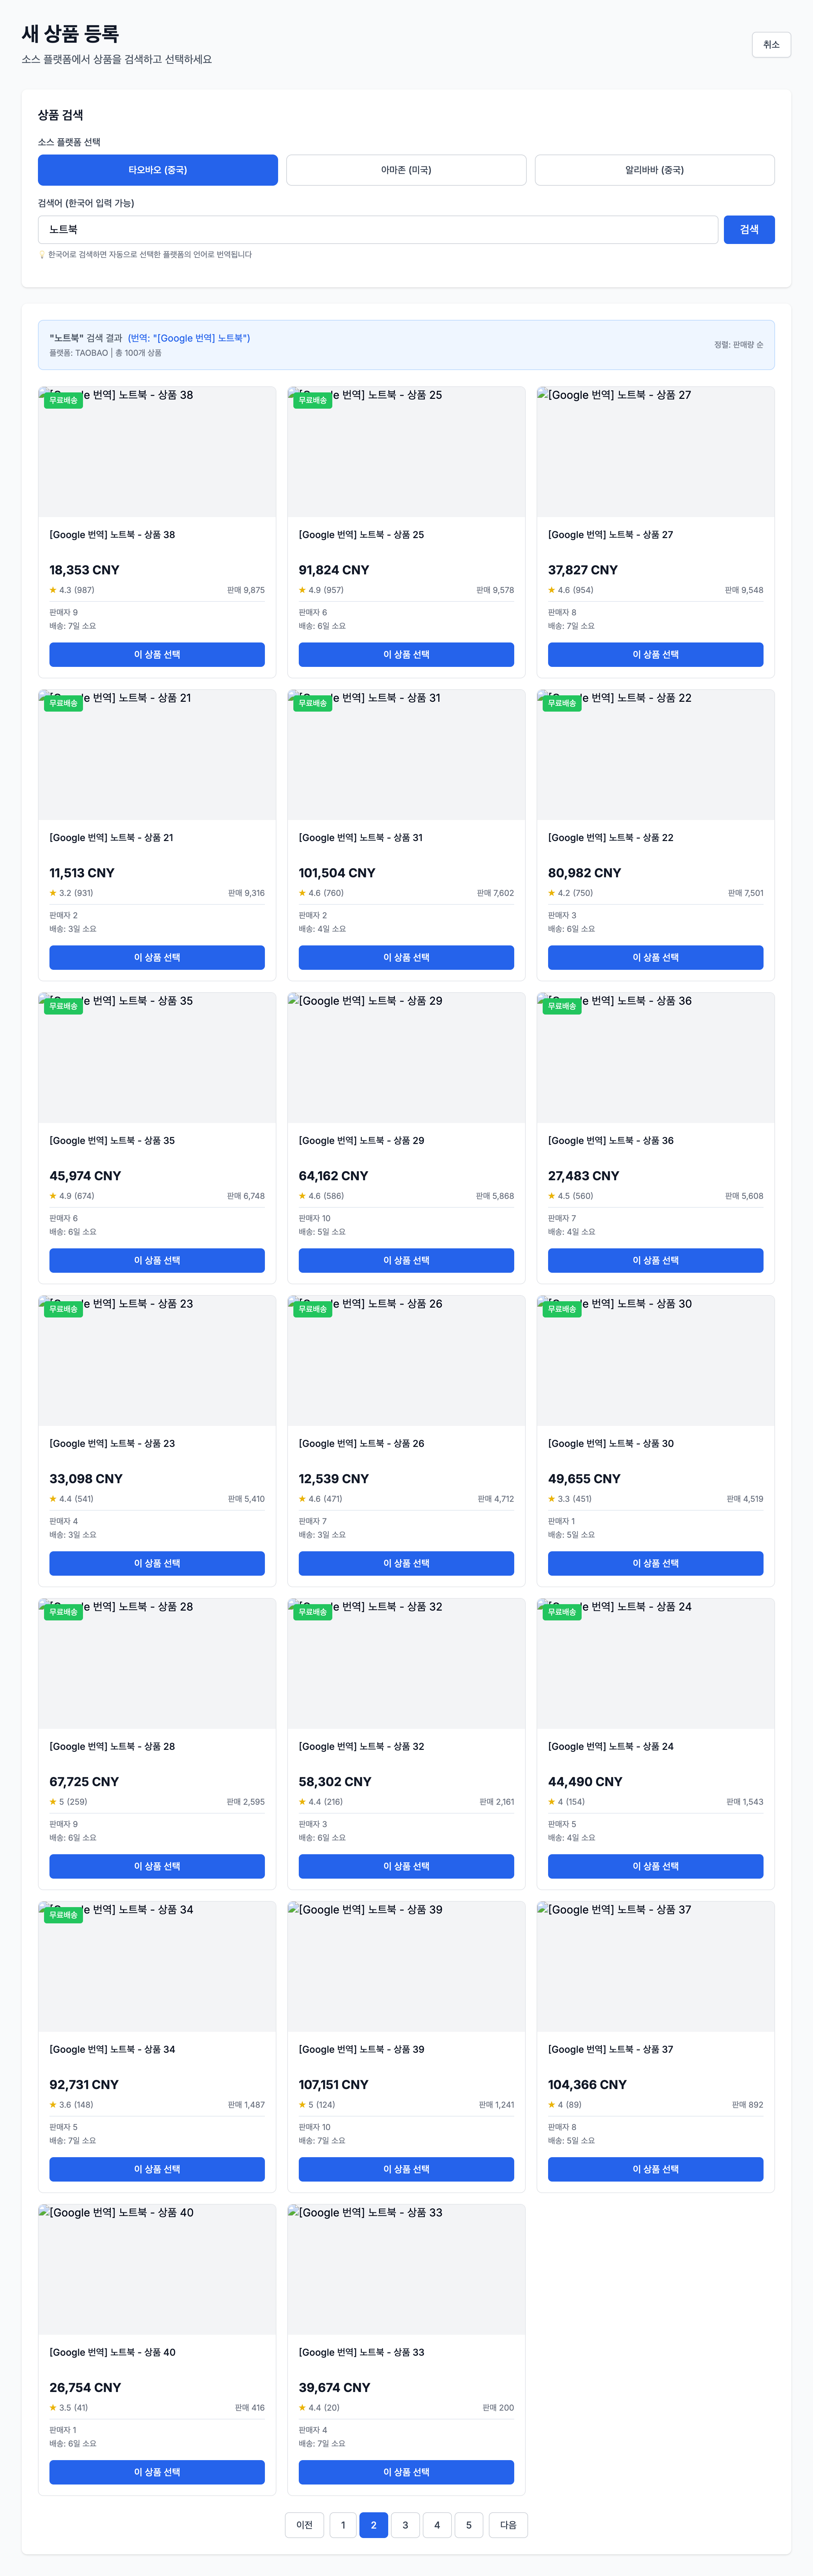 새 상품 등록
소스 플랫폼에서 상품을 검색하고 선택하세요
취소
상품 검색
소스 플랫폼 선택
타오바오 (중국)
아마존 (미국)
알리바바 (중국)
검색어 (한국어 입력 가능)
노트북
검색
💡 한국어로 검색하면 자동으로 선택한 플랫폼의 언어로 번역됩니다
"노트북" 검색 결과 (번역: "[Google 번역] 노트북")
플랫폼: TAOBAO | 총 100개 상품
정렬: 판매량 순
e 번역] 노트북 - 상품 38
무료배송
[Google 번역] 노트북 - 상품 38
18,353 CNY
★ 4.3 (987)
판매 9,875
판매자 9
배송: 7일 소요
이 상품 선택
e 번역] 노트북 - 상품 25
무료배송
[Google 번역] 노트북 - 상품 25
91,824 CNY
★ 4.9 (957)
판매 9,578
판매자 6
배송: 6일 소요
이 상품 선택
[Google 번역] 노트북 - 상품 27
[Google 번역] 노트북 - 상품 27
37,827 CNY
★ 4.6 (954)
판매 9,548
판매자 8
배송: 7일 소요
이 상품 선택
e 번역] 노트북 - 상품 21
무료배송
[Google 번역] 노트북 - 상품 21
11,513 CNY
★ 3.2 (931)
판매 9,316
판매자 2
배송: 3일 소요
이 상품 선택
e 번역] 노트북 - 상품 31
무료배송
[Google 번역] 노트북 - 상품 31
101,504 CNY
★ 4.6 (760)
판매 7,602
판매자 2
배송: 4일 소요
이 상품 선택
e 번역] 노트북 - 상품 22
무료배송
[Google 번역] 노트북 - 상품 22
80,982 CNY
★ 4.2 (750)
판매 7,501
판매자 3
배송: 6일 소요
이 상품 선택
e 번역] 노트북 - 상품 35
무료배송
[Google 번역] 노트북 - 상품 35
45,974 CNY
★ 4.9 (674)
판매 6,748
판매자 6
배송: 6일 소요
이 상품 선택
[Google 번역] 노트북 - 상품 29
[Google 번역] 노트북 - 상품 29
64,162 CNY
★ 4.6 (586)
판매 5,868
판매자 10
배송: 5일 소요
이 상품 선택
e 번역] 노트북 - 상품 36
무료배송
[Google 번역] 노트북 - 상품 36
27,483 CNY
★ 4.5 (560)
판매 5,608
판매자 7
배송: 4일 소요
이 상품 선택
e 번역] 노트북 - 상품 23
무료배송
[Google 번역] 노트북 - 상품 23
33,098 CNY
★ 4.4 (541)
판매 5,410
판매자 4
배송: 3일 소요
이 상품 선택
e 번역] 노트북 - 상품 26
무료배송
[Google 번역] 노트북 - 상품 26
12,539 CNY
★ 4.6 (471)
판매 4,712
판매자 7
배송: 3일 소요
이 상품 선택
e 번역] 노트북 - 상품 30
무료배송
[Google 번역] 노트북 - 상품 30
49,655 CNY
★ 3.3 (451)
판매 4,519
판매자 1
배송: 5일 소요
이 상품 선택
e 번역] 노트북 - 상품 28
무료배송
[Google 번역] 노트북 - 상품 28
67,725 CNY
★ 5 (259)
판매 2,595
판매자 9
배송: 6일 소요
이 상품 선택
e 번역] 노트북 - 상품 32
무료배송
[Google 번역] 노트북 - 상품 32
58,302 CNY
★ 4.4 (216)
판매 2,161
판매자 3
배송: 6일 소요
이 상품 선택
e 번역] 노트북 - 상품 24
무료배송
[Google 번역] 노트북 - 상품 24
44,490 CNY
★ 4 (154)
판매 1,543
판매자 5
배송: 4일 소요
이 상품 선택
e 번역] 노트북 - 상품 34
무료배송
[Google 번역] 노트북 - 상품 34
92,731 CNY
★ 3.6 (148)
판매 1,487
판매자 5
배송: 7일 소요
이 상품 선택
[Google 번역] 노트북 - 상품 39
[Google 번역] 노트북 - 상품 39
107,151 CNY
★ 5 (124)
판매 1,241
판매자 10
배송: 7일 소요
이 상품 선택
[Google 번역] 노트북 - 상품 37
[Google 번역] 노트북 - 상품 37
104,366 CNY
★ 4 (89)
판매 892
판매자 8
배송: 5일 소요
이 상품 선택
[Google 번역] 노트북 - 상품 40
[Google 번역] 노트북 - 상품 40
26,754 CNY
★ 3.5 (41)
판매 416
판매자 1
배송: 6일 소요
이 상품 선택
[Google 번역] 노트북 - 상품 33
[Google 번역] 노트북 - 상품 33
39,674 CNY
★ 4.4 (20)
판매 200
판매자 4
배송: 7일 소요
이 상품 선택
이전 1 2 3 4 5 다음